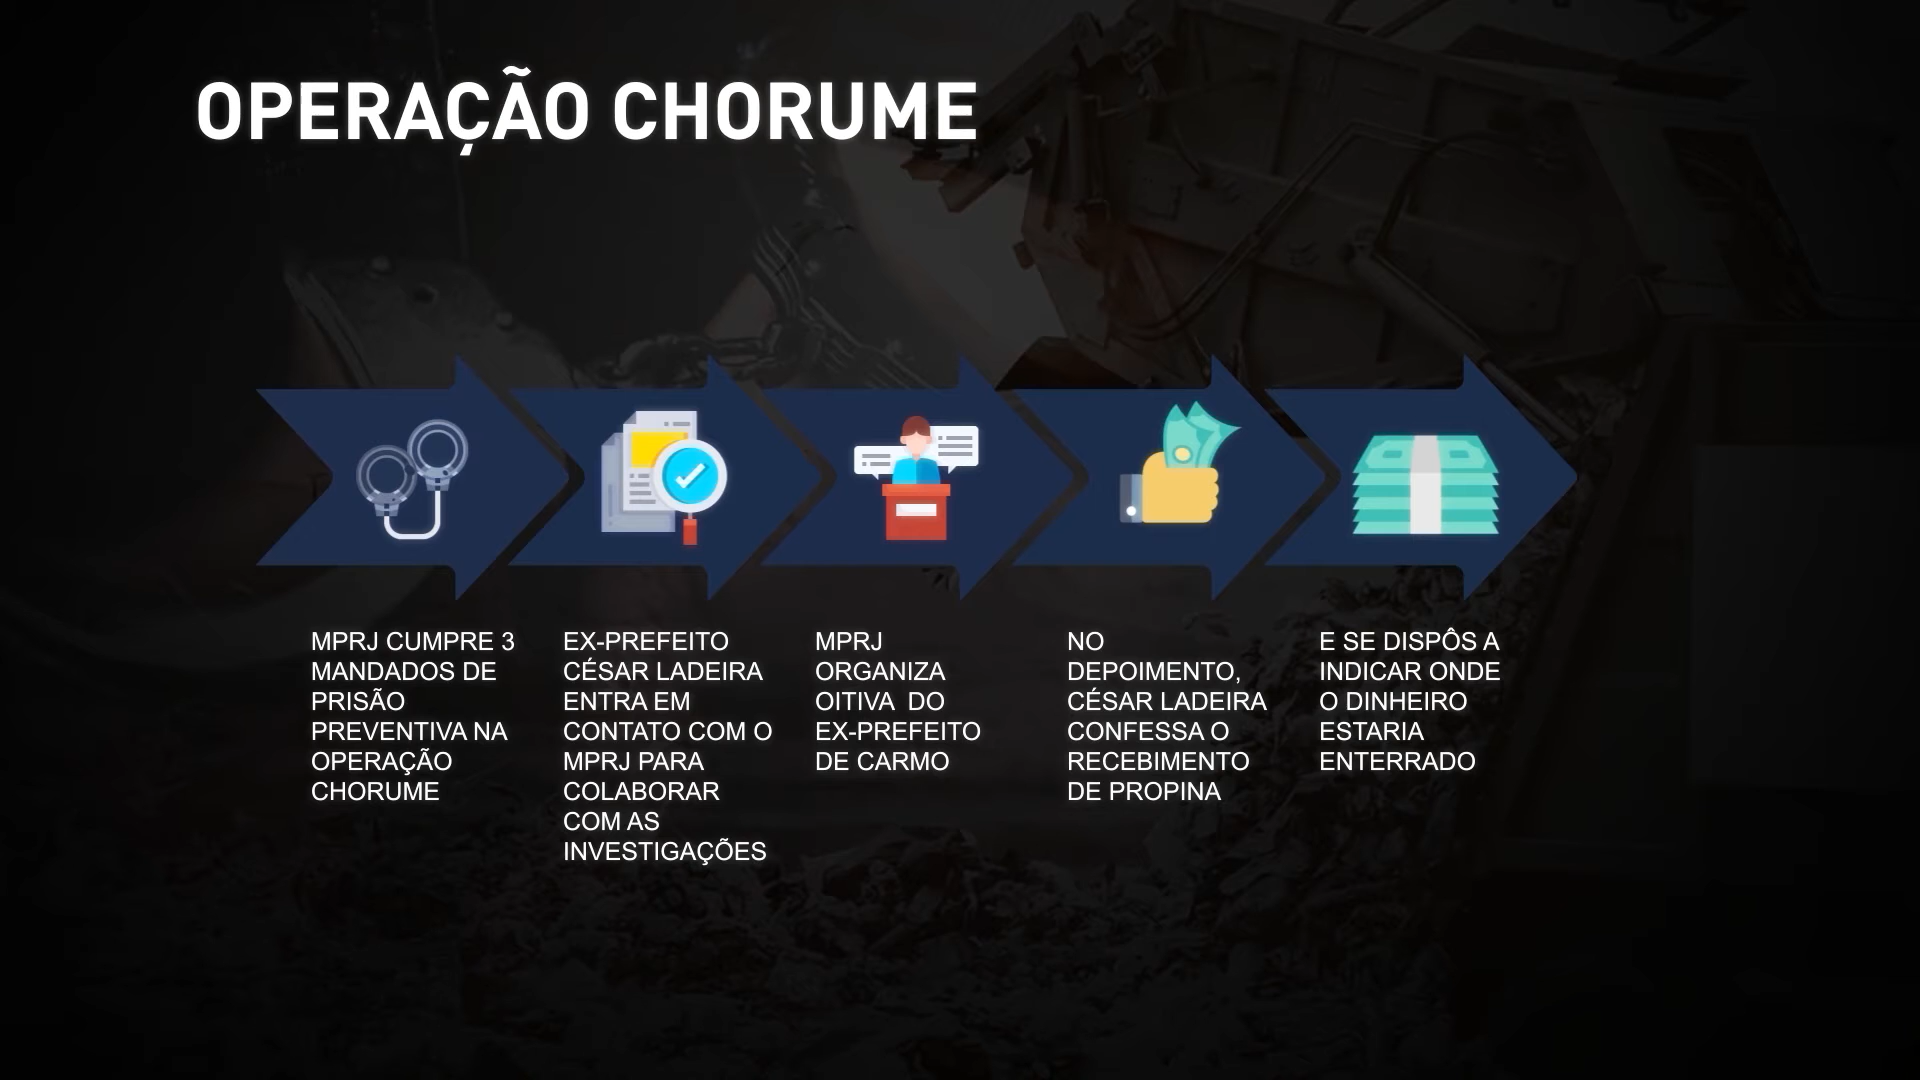 OPERAÇÃO CHORUME
MPRJ CUMPRE 3
MANDADOS DE
PRISÃO
PREVENTIVA NA
OPERAÇÃO
CHORUME
EX-PREFEITO
CÉSAR LADEIRA
ENTRA EM
CONTATO COM O
MPRJ PARA
COLABORAR
COM AS
INVESTIGAÇÕES
MPRJ
ORGANIZA
OITIVA  DO
EX-PREFEITO
DE CARMO
NO
DEPOIMENTO,
CÉSAR LADEIRA
CONFESSA O
RECEBIMENTO
DE PROPINA
E SE DISPÔS A
INDICAR ONDE
O DINHEIRO
ESTARIA
ENTERRADO